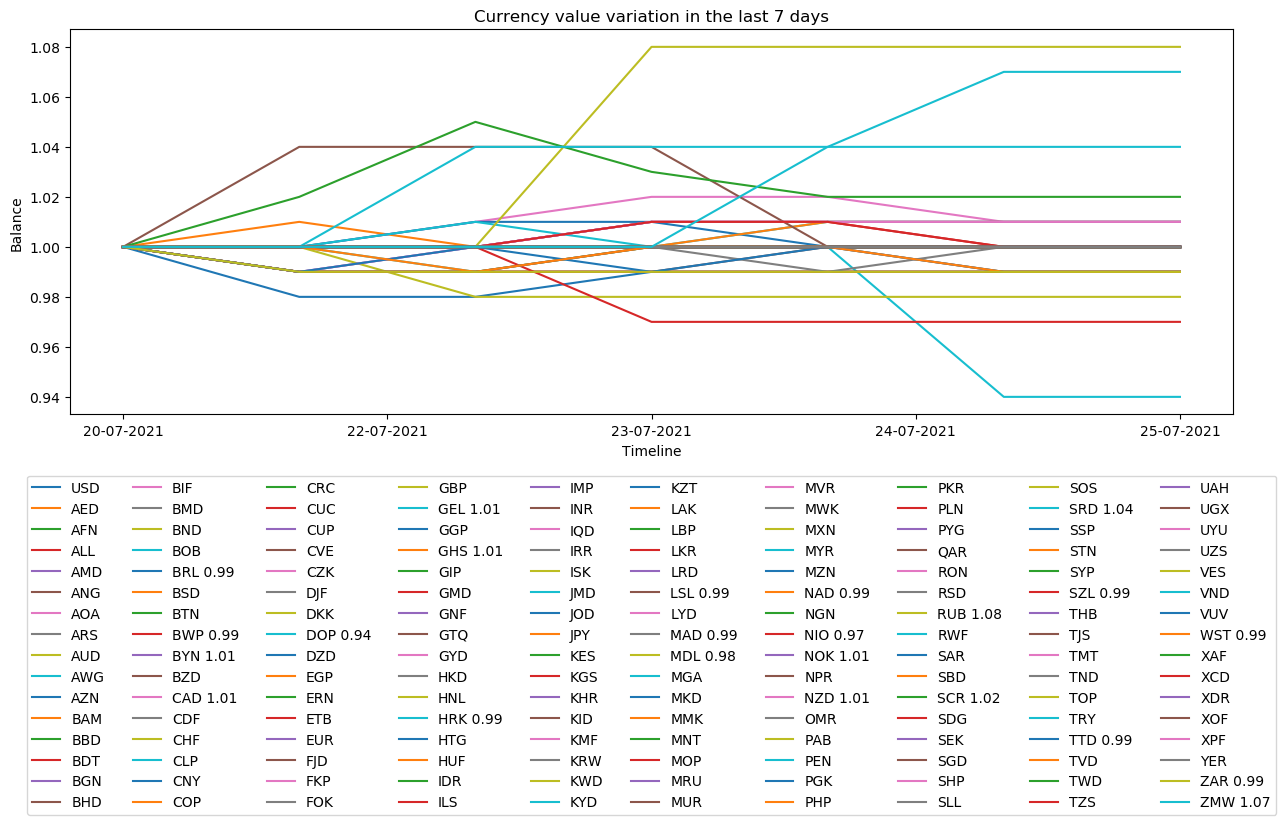 Currency value variation in the last 7 days
1.08
1.06
1.04
1.02
1.00
0.98
0.96
0.94
Balance
20-07-2021 22-07-2021 23-07-2021 24-07-2021 25-07-2021
Timeline
USD BIF CRC GBP IMP KZT MVR PKR SOS UAH
AED BMD CUC GEL 1.01 INR LAK MWK PLN SRD 1.04 UGX
AFN BND CUP GGP IQD LBP MXN PYG SSP UYU
ALL BOB CVE GHS 1.01 IRR LKR MYR QAR STN UZS
AMD BRL 0.99 CZK GIP ISK LRD MZN RON SYP VES
ANG BSD DJF GMD JMD LSL 0.99 NAD 0.99 RSD SZL 0.99 VND
AOA BTN DKK GNF JOD LYD NGN RUB 1.08 THB VUV
ARS BWP 0.99 DOP 0.94 GTQ JPY MAD 0.99 NIO 0.97 RWF TJS WST 0.99
AUD BYN 1.01 DZD GYD KES MDL 0.98 NOK 1.01 SAR TMT XAF
AWG BZD EGP HKD KGS MGA NPR SBD TND XCD
AZN CAD 1.01 ERN HNL KHR MKD NZD 1.01 SCR 1.02 TOP XDR
BAM CDF ETB HRK 0.99 KID MMK OMR SDG TRY XOF
BBD CHF EUR HTG KMF MNT PAB SEK TTD 0.99 XPF
BDT CLP FJD HUF KRW MOP PEN SGD TVD YER
BGN CNY FKP IDR KWD MRU PGK SHP TWD ZAR 0.99
BHD COP FOK ILS KYD MUR PHP SLL TZS ZMW 1.07